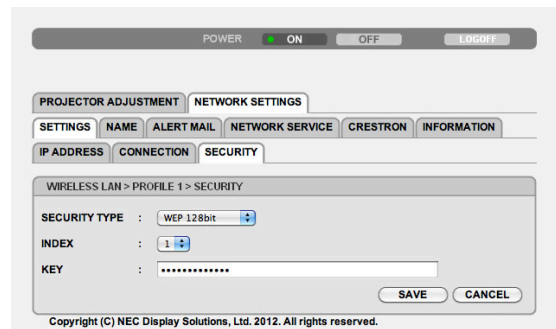 POWER ON OFF LOGOFF
PROJECTOR ADJUSTMENT NETWORK SETTINGS
SETTINGS NAME ALERT MAIL NETWORK SERVICE CRESTRON INFORMATION
IP ADDRESS CONNECTION SECURITY
WIRELESS LAN > PROFILE 1 > SECURITY
SECURITY TYPE : WEP 128bit
INDEX : 1
KEY : •••••••••••••
SAVE CANCEL
Copyright (C) NEC Display Solutions, Ltd. 2012. All rights reserved.